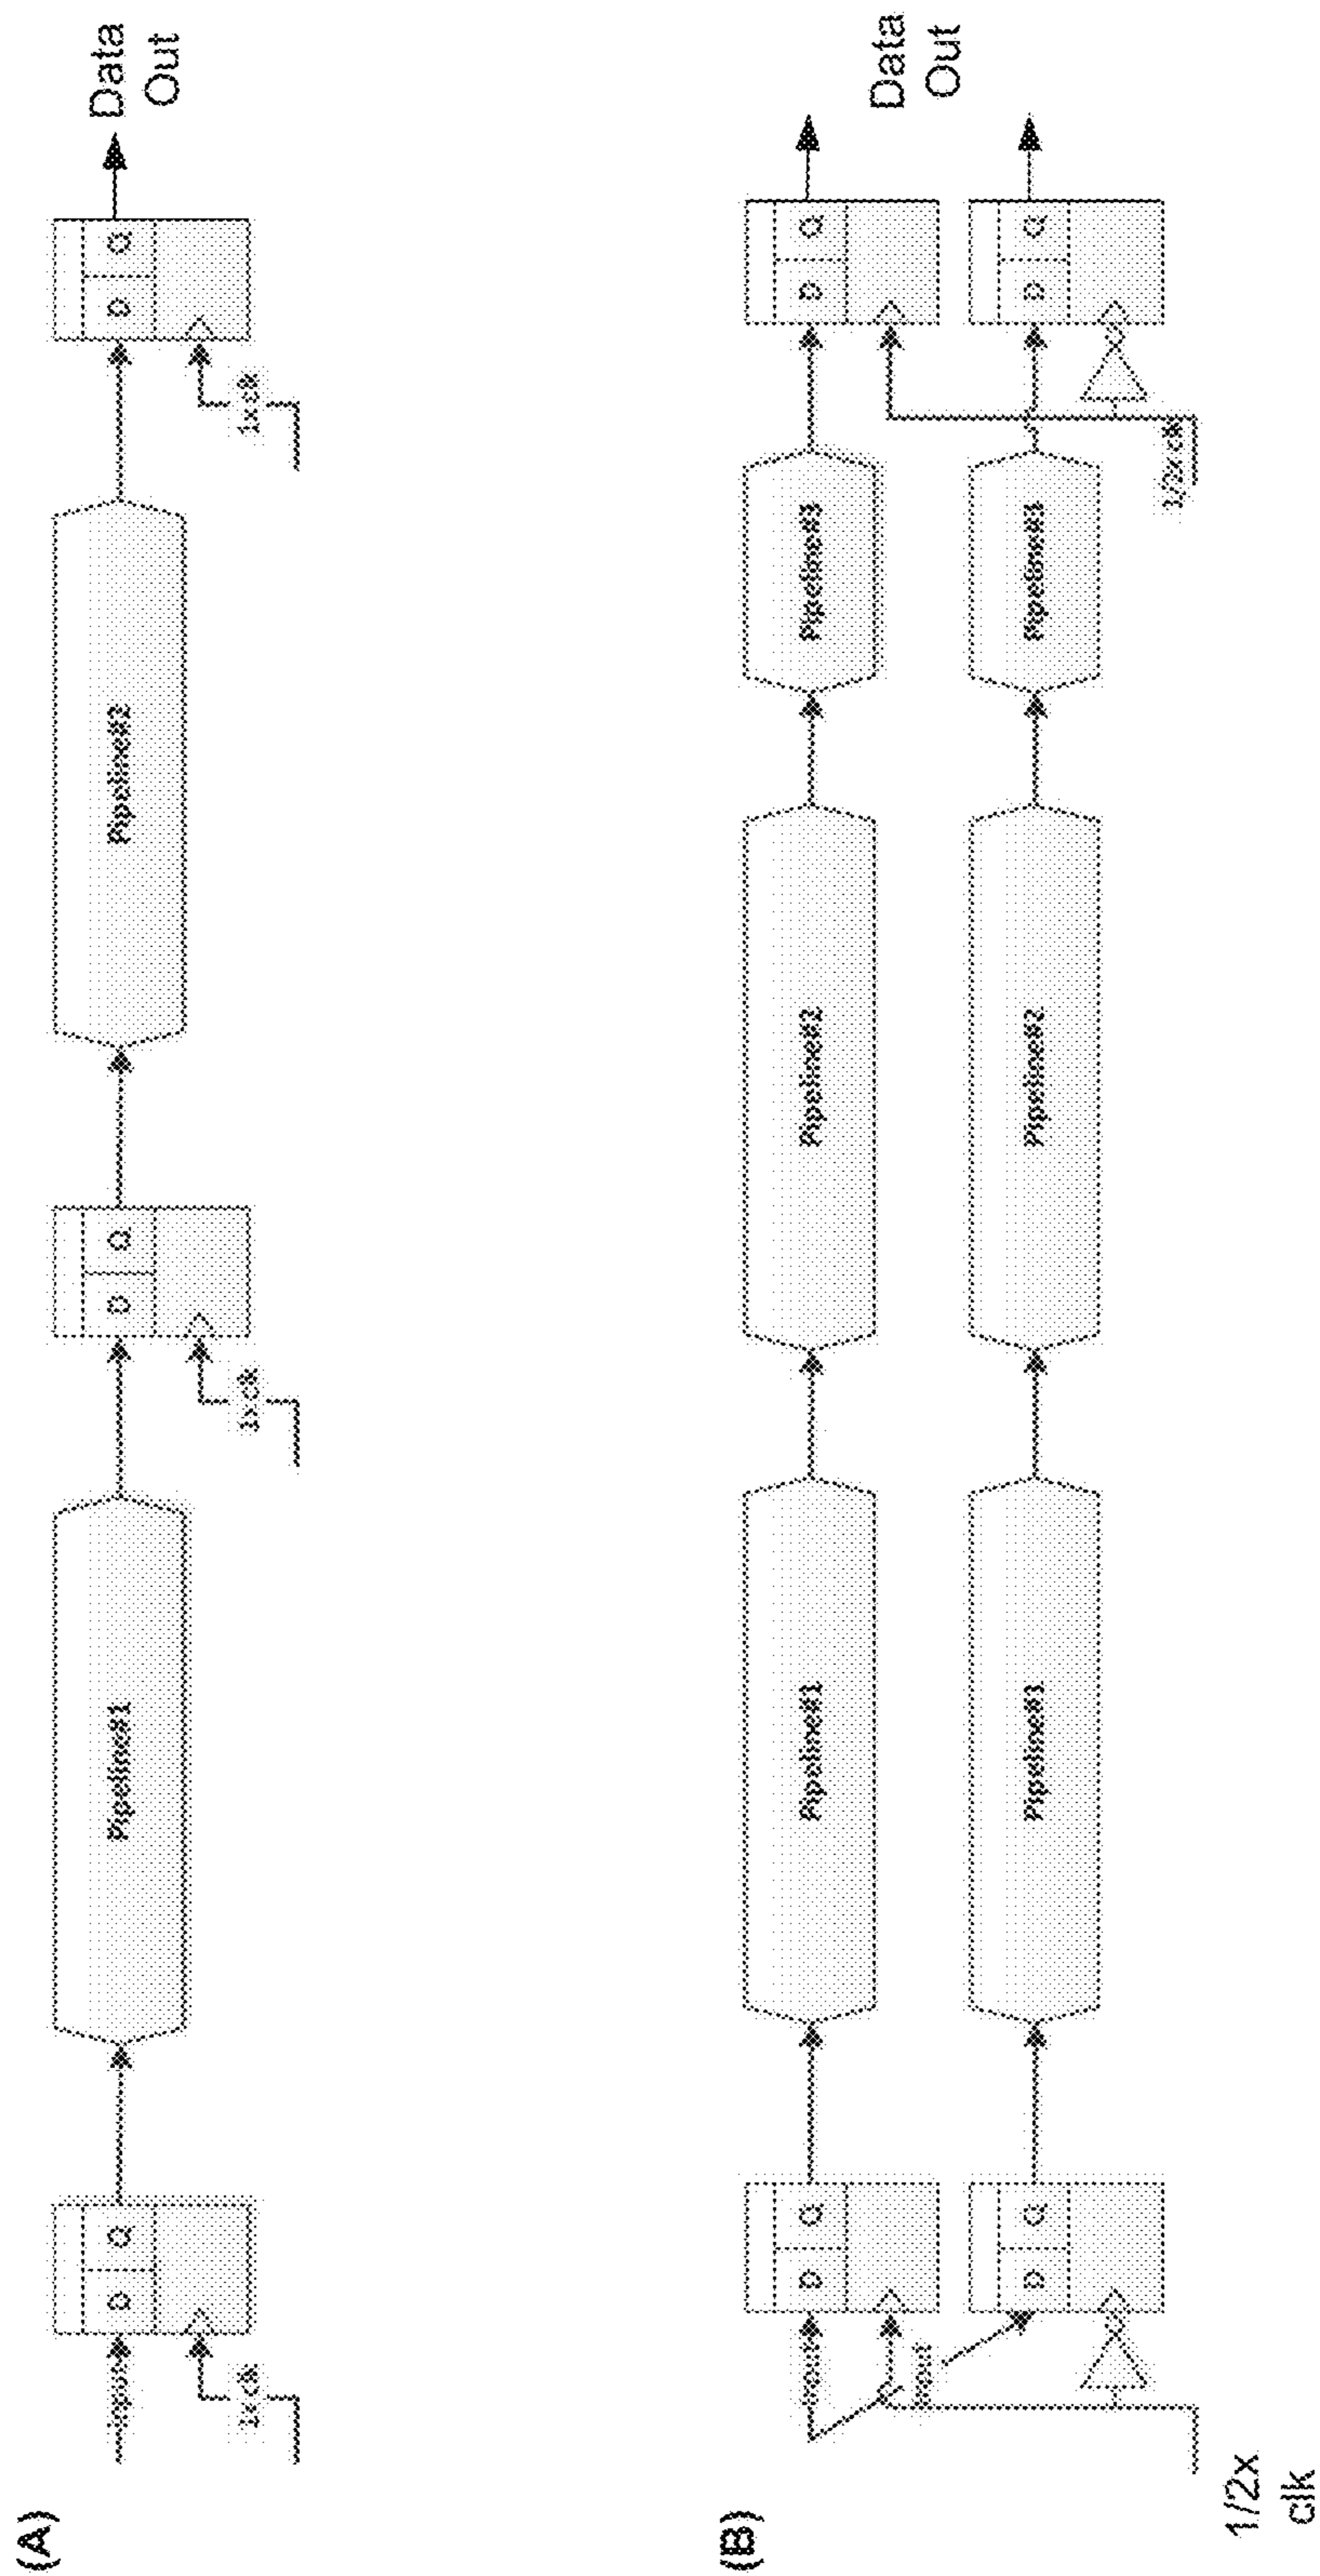 (A)
input
D Q
1x clk
Pipeline#1
D Q
1x clk
Pipeline#2
D Q
1x clk
Data
Out
(B)
input
D Q
Pipeline#1
Pipeline#2
Pipeline#3
D Q
Data
Out
input
D Q
Pipeline#1
Pipeline#2
Pipeline#3
D Q
1/2x clk
1/2x
clk